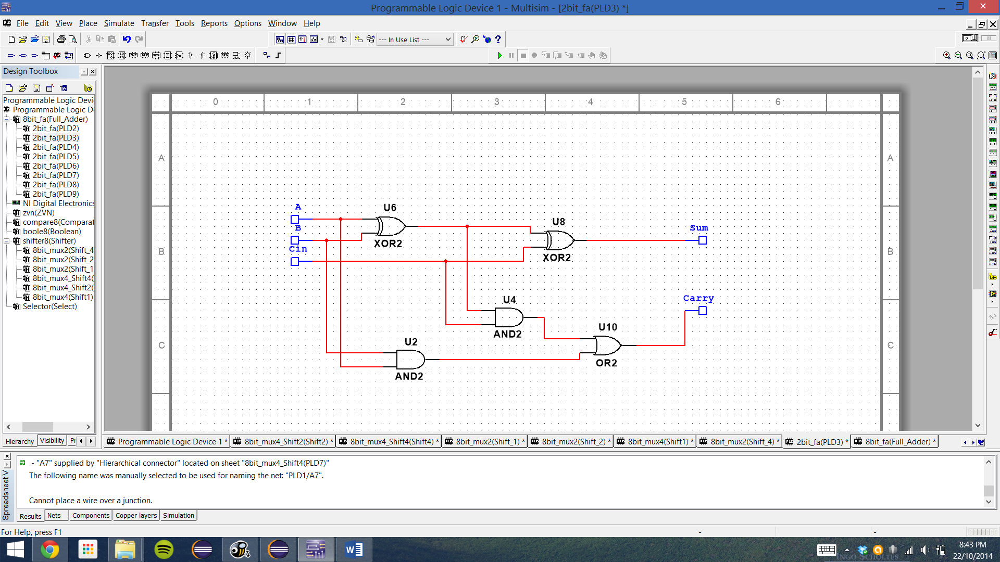 Programmable Logic Device 1 - Multisim - [2bit_fa(PLD3) *]
File Edit View Place Simulate Transfer Tools Reports Options Window Help
--- In Use List ---
Design Toolbox
Programmable Logic Devi
Programmable Logic D
8bit_fa(Full_Adder)
2bit_fa(PLD2)
2bit_fa(PLD3)
2bit_fa(PLD4)
2bit_fa(PLD5)
2bit_fa(PLD6)
2bit_fa(PLD7)
2bit_fa(PLD8)
2bit_fa(PLD9)
NI Digital Electronics
zvn(ZVN)
compare8(Comparat
boole8(Boolean)
shifter8(Shifter)
8bit_mux2(Shift_4
8bit_mux2(Shift_2
8bit_mux2(Shift_1
8bit_mux4_Shift4(
8bit_mux4_Shift2(
8bit_mux4(Shift1)
Selector(Select)
Hierarchy Visibility Pr
0 1 2 3 4 5 6
A A
B B
C C
A
B
Cin
U6
XOR2
U8
XOR2
Sum
U4
AND2
Carry
U10
OR2
U2
AND2
Programmable Logic Device 1 * 8bit_mux4_Shift2(Shift2) * 8bit_mux4_Shift4(Shift4) * 8bit_mux2(Shift_1) * 8bit_mux2(Shift_2) * 8bit_mux4(Shift1) * 8bit_mux2(Shift_4) * 2bit_fa(PLD3) * 8bit_fa(Full_Adder) *
Spreadsheet V
- "A7" supplied by "Hierarchical connector" located on sheet "8bit_mux4_Shift4(PLD7)"
The following name was manually selected to be used for naming the net: "PLD1/A7".
Cannot place a wire over a junction.
Results Nets Components Copper layers Simulation
For Help, press F1
- -
8:43 PM
INGO SCHOLTES
22/10/2014